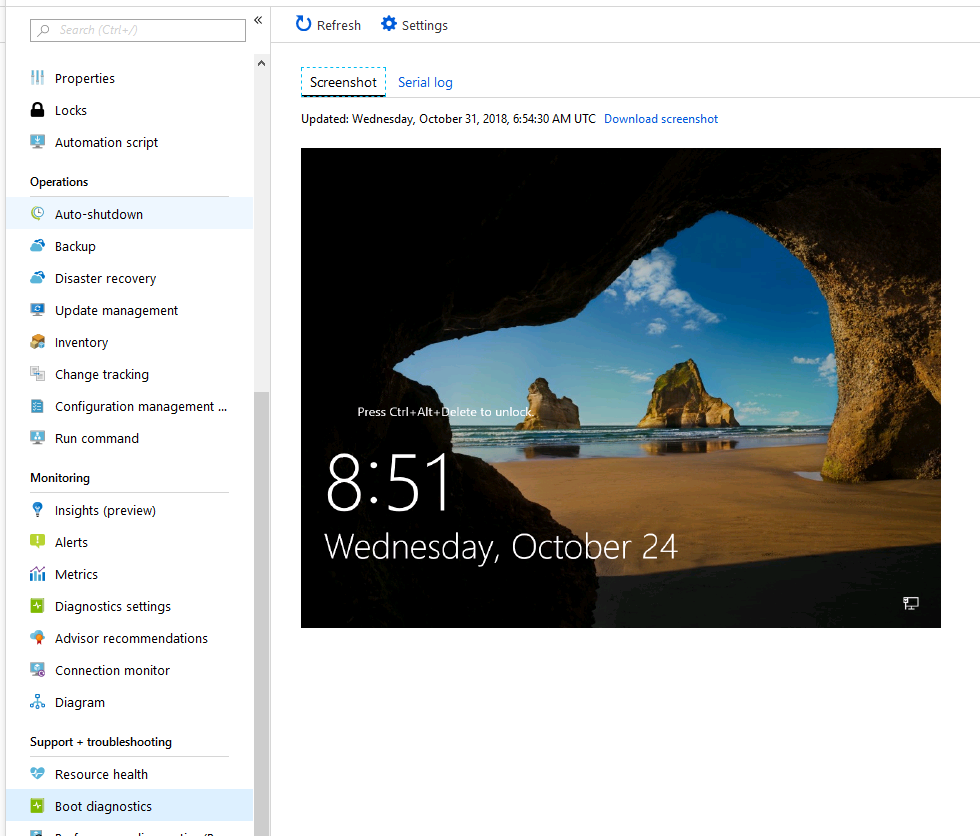 Search (Ctrl+/)
«
Properties
Locks
Automation script
Operations
Auto-shutdown
Backup
Disaster recovery
Update management
Inventory
Change tracking
Configuration management ...
Run command
Monitoring
Insights (preview)
Alerts
Metrics
Diagnostics settings
Advisor recommendations
Connection monitor
Diagram
Support + troubleshooting
Resource health
Boot diagnostics
Refresh Settings
Screenshot Serial log
Updated: Wednesday, October 31, 2018, 6:54:30 AM UTC Download screenshot
Press Ctrl+Alt+Delete to unlock.
8:51
Wednesday, October 24